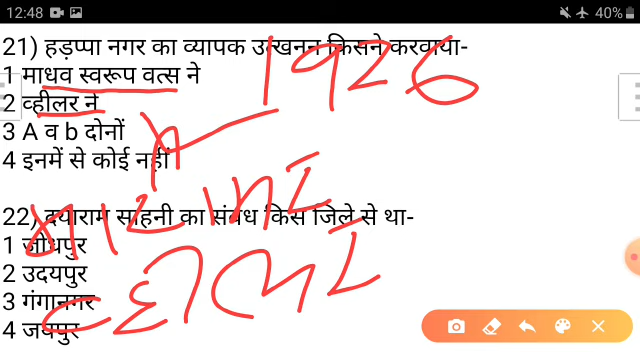 12:48 40%
21) हड़प्पा नगर का व्यापक उत्खनन किसने करवाया-
1926
1 माधव स्वरूप वत्स ने
2 व्हीलर ने
3 A व b दोनों
4 इनमें से कोई नहीं
22) दयाराम साहनी का संबंध किस जिले से था-
1 जोधपुर
2 उदयपुर
3 गंगानगर
4 जयपुर